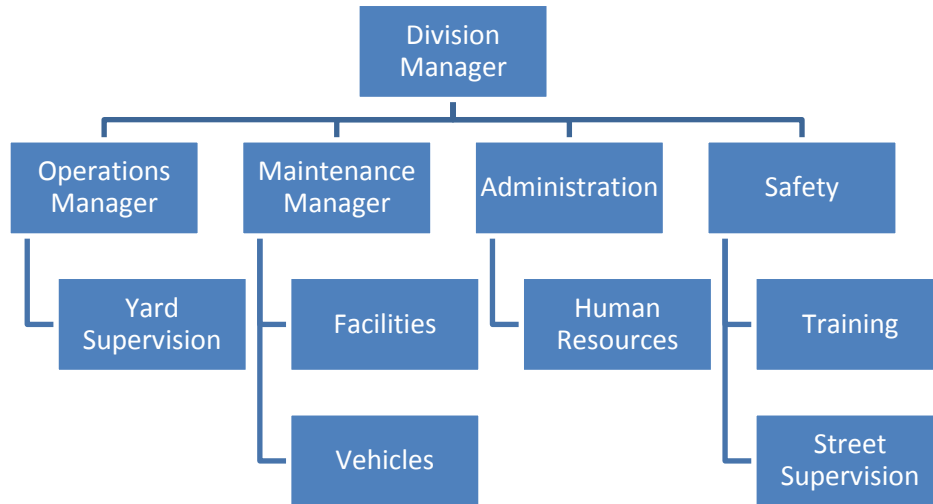 Division
Manager
Operations
Manager
Maintenance
Manager
Administration
Safety
Yard
Supervision
Facilities
Human
Resources
Training
Vehicles
Street
Supervision